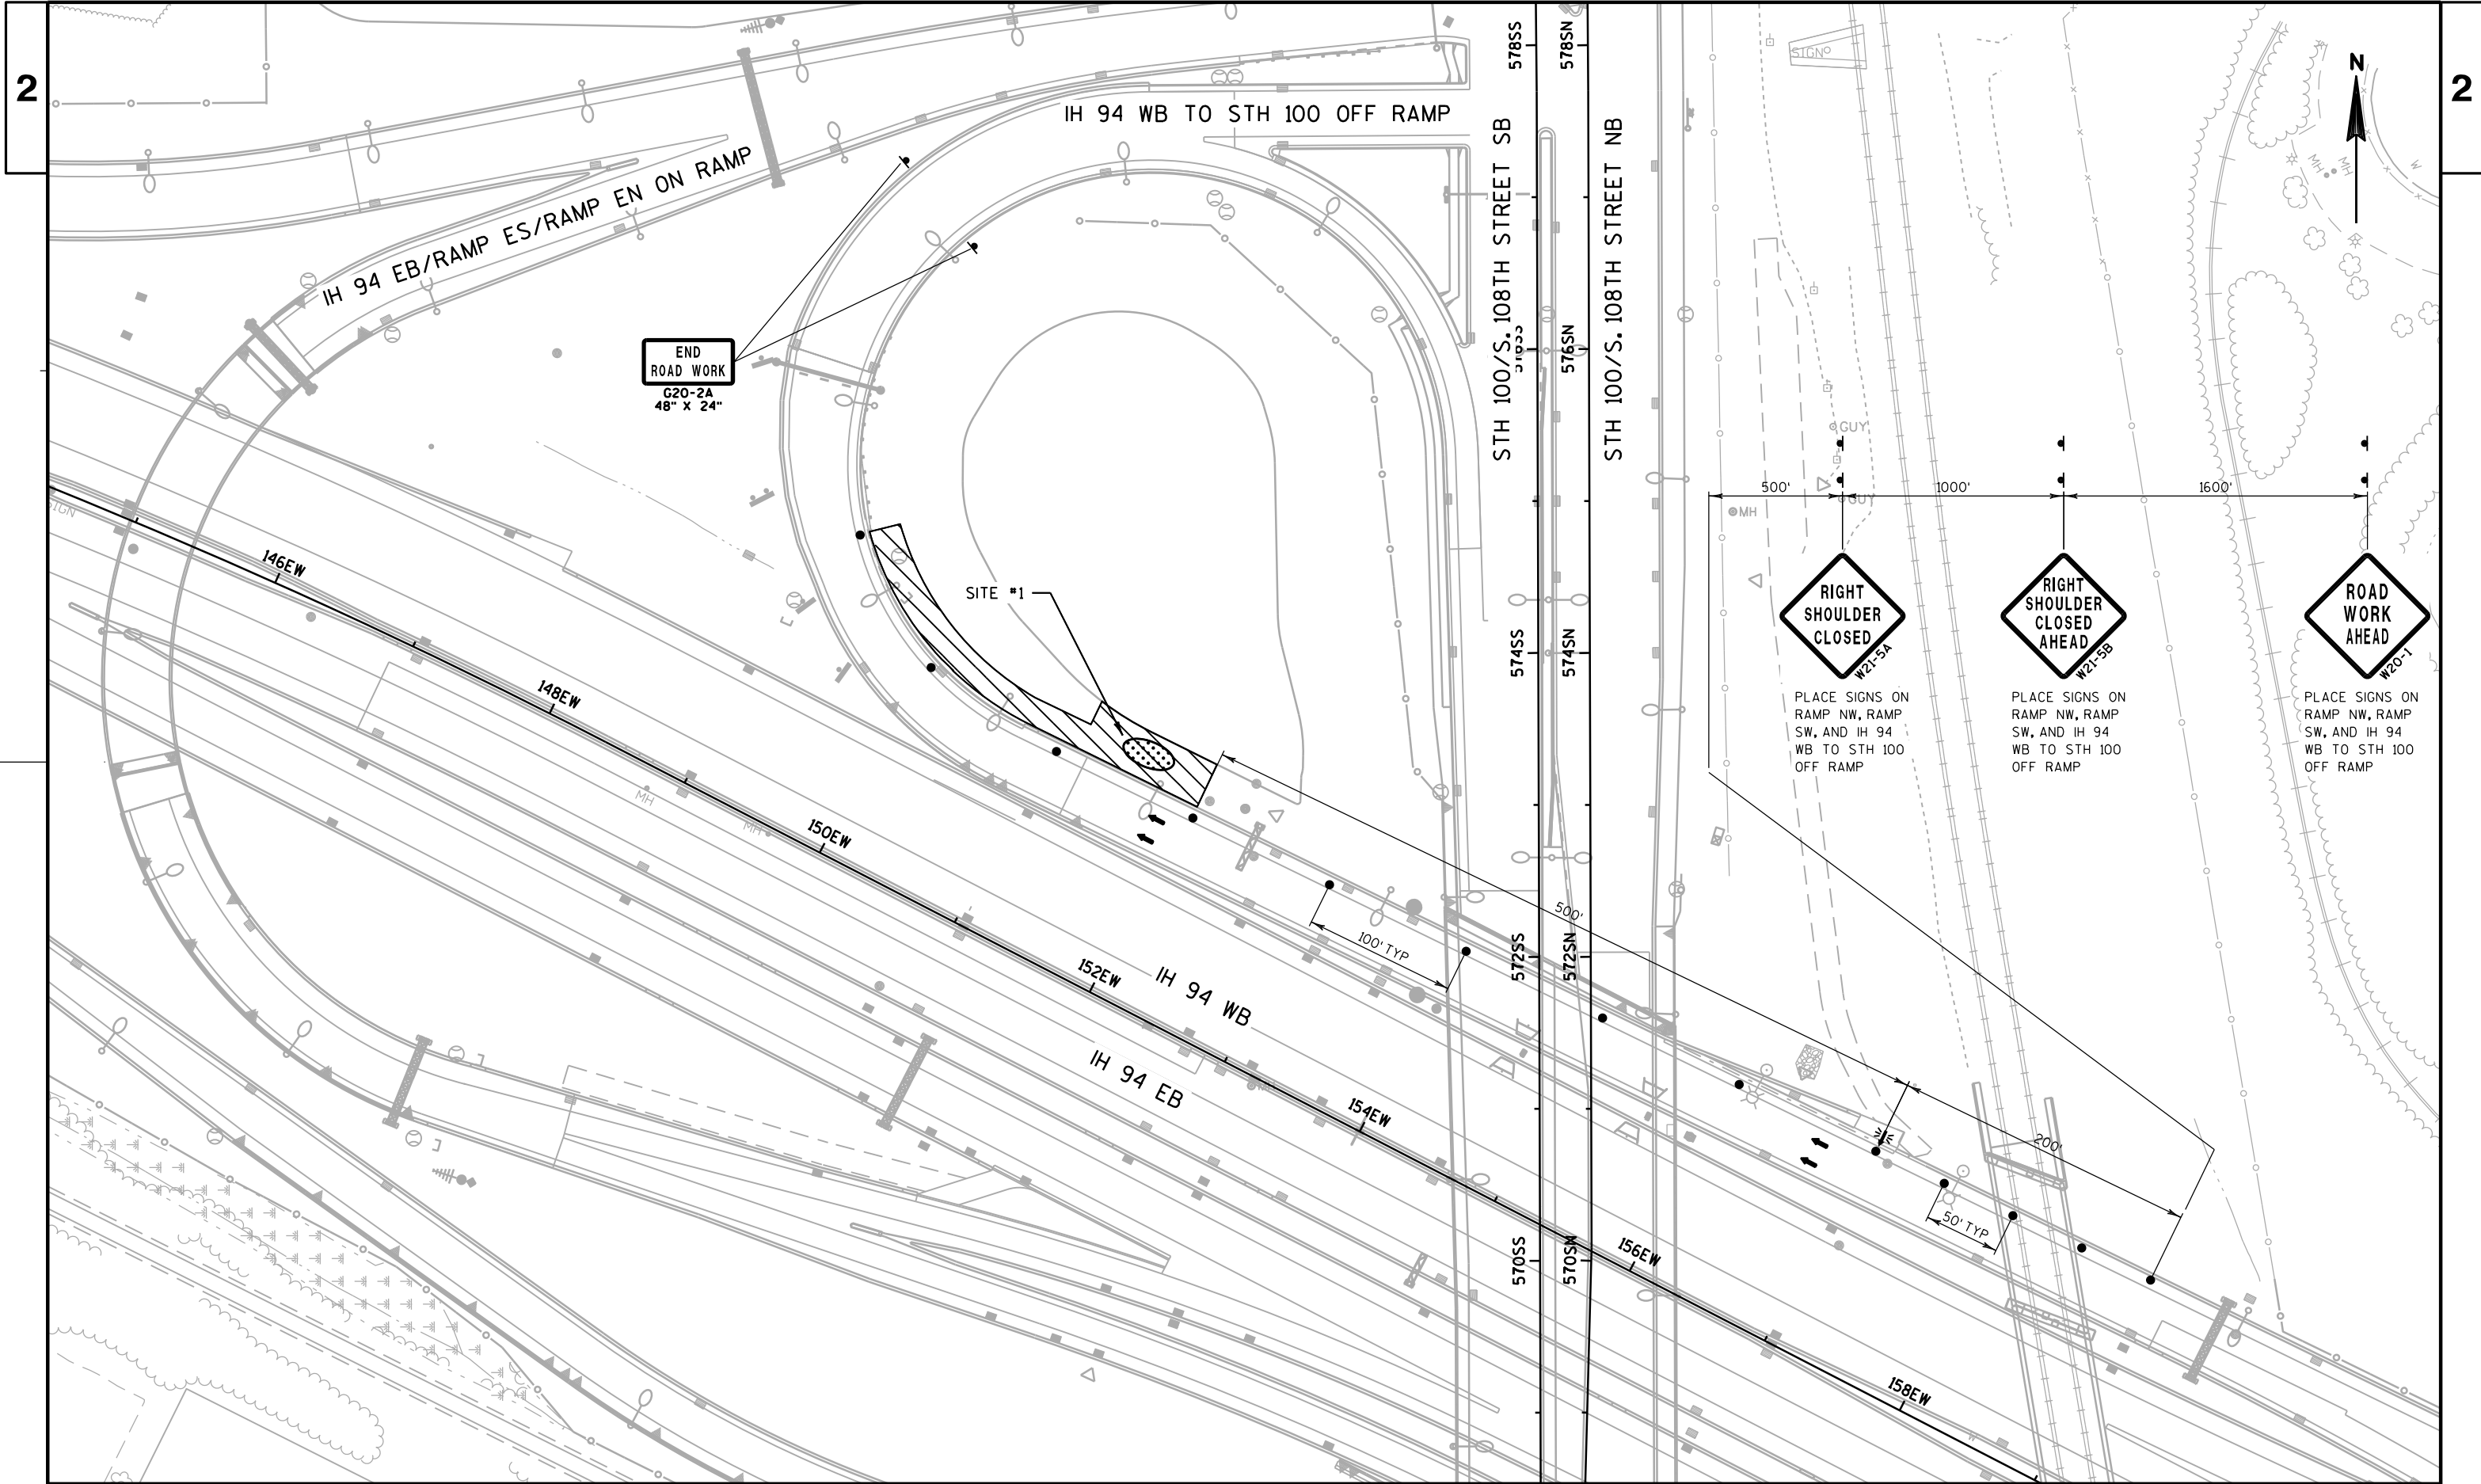 2
2
N
SIGN
578SS
578SN
IH 94 WB TO STH 100 OFF RAMP
IH 94 EB/RAMP ES/RAMP EN ON RAMP
STH 100/S. 108TH STREET SB
STH 100/S. 108TH STREET NB
576SN
END
ROAD WORK
G20-2A
48" X 24"
GUY
500'
1000'
1600'
MH
SIGN
146EW
SITE #1
RIGHT
SHOULDER
CLOSED
W21-5A
RIGHT
SHOULDER
CLOSED
AHEAD
W21-5B
ROAD
WORK
AHEAD
W20-1
574SS
574SN
148EW
PLACE SIGNS ON
RAMP NW, RAMP
SW, AND IH 94
WB TO STH 100
OFF RAMP
PLACE SIGNS ON
RAMP NW, RAMP
SW, AND IH 94
WB TO STH 100
OFF RAMP
PLACE SIGNS ON
RAMP NW, RAMP
SW, AND IH 94
WB TO STH 100
OFF RAMP
MH
MH
150EW
500'
100' TYP
572SS
572SN
152EW
IH 94 WB
IH 94 EB
154EW
200'
50' TYP
570SS
570SN
156EW
158EW